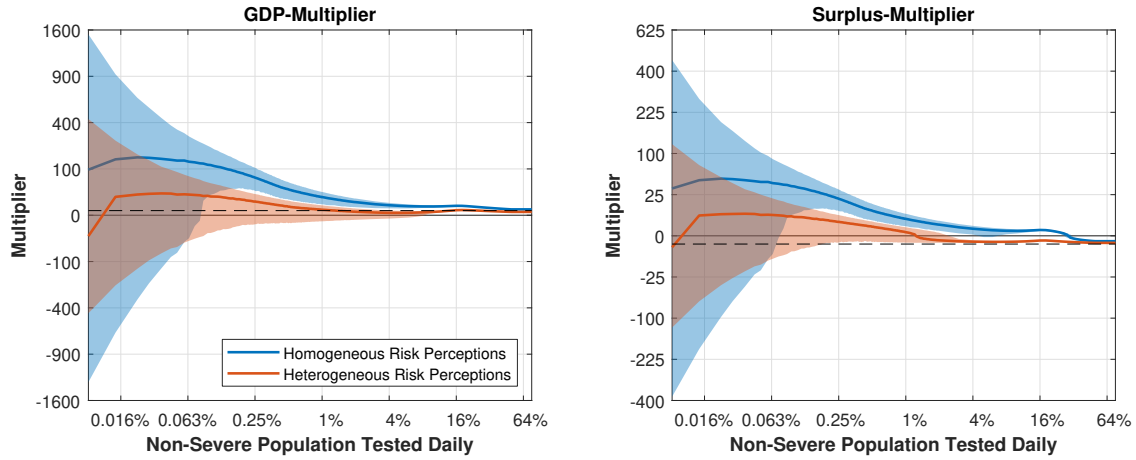 GDP-Multiplier
Multiplier
1600
900
400
100
0
-100
-400
-900
-1600
Homogeneous Risk Perceptions
Heterogeneous Risk Perceptions
0.016% 0.063% 0.25% 1% 4% 16% 64%
Non-Severe Population Tested Daily
Surplus-Multiplier
Multiplier
625
400
225
100
25
0
-25
-100
-225
-400
0.016% 0.063% 0.25% 1% 4% 16% 64%
Non-Severe Population Tested Daily